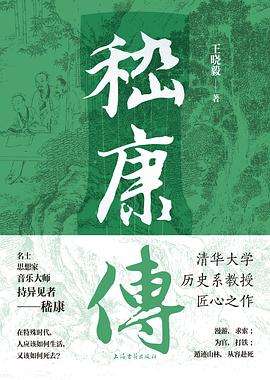 嵇康傳
王晓毅
著
名士
思想家
音乐大师
持异见者
——嵇康
在特殊时代,
人应该如何生活,
又该如何死去?
清华大学
历史系教授
匠心之作
漫游、求索;
为官、打铁;
遁迹山林、从容赴死
上海古籍出版社